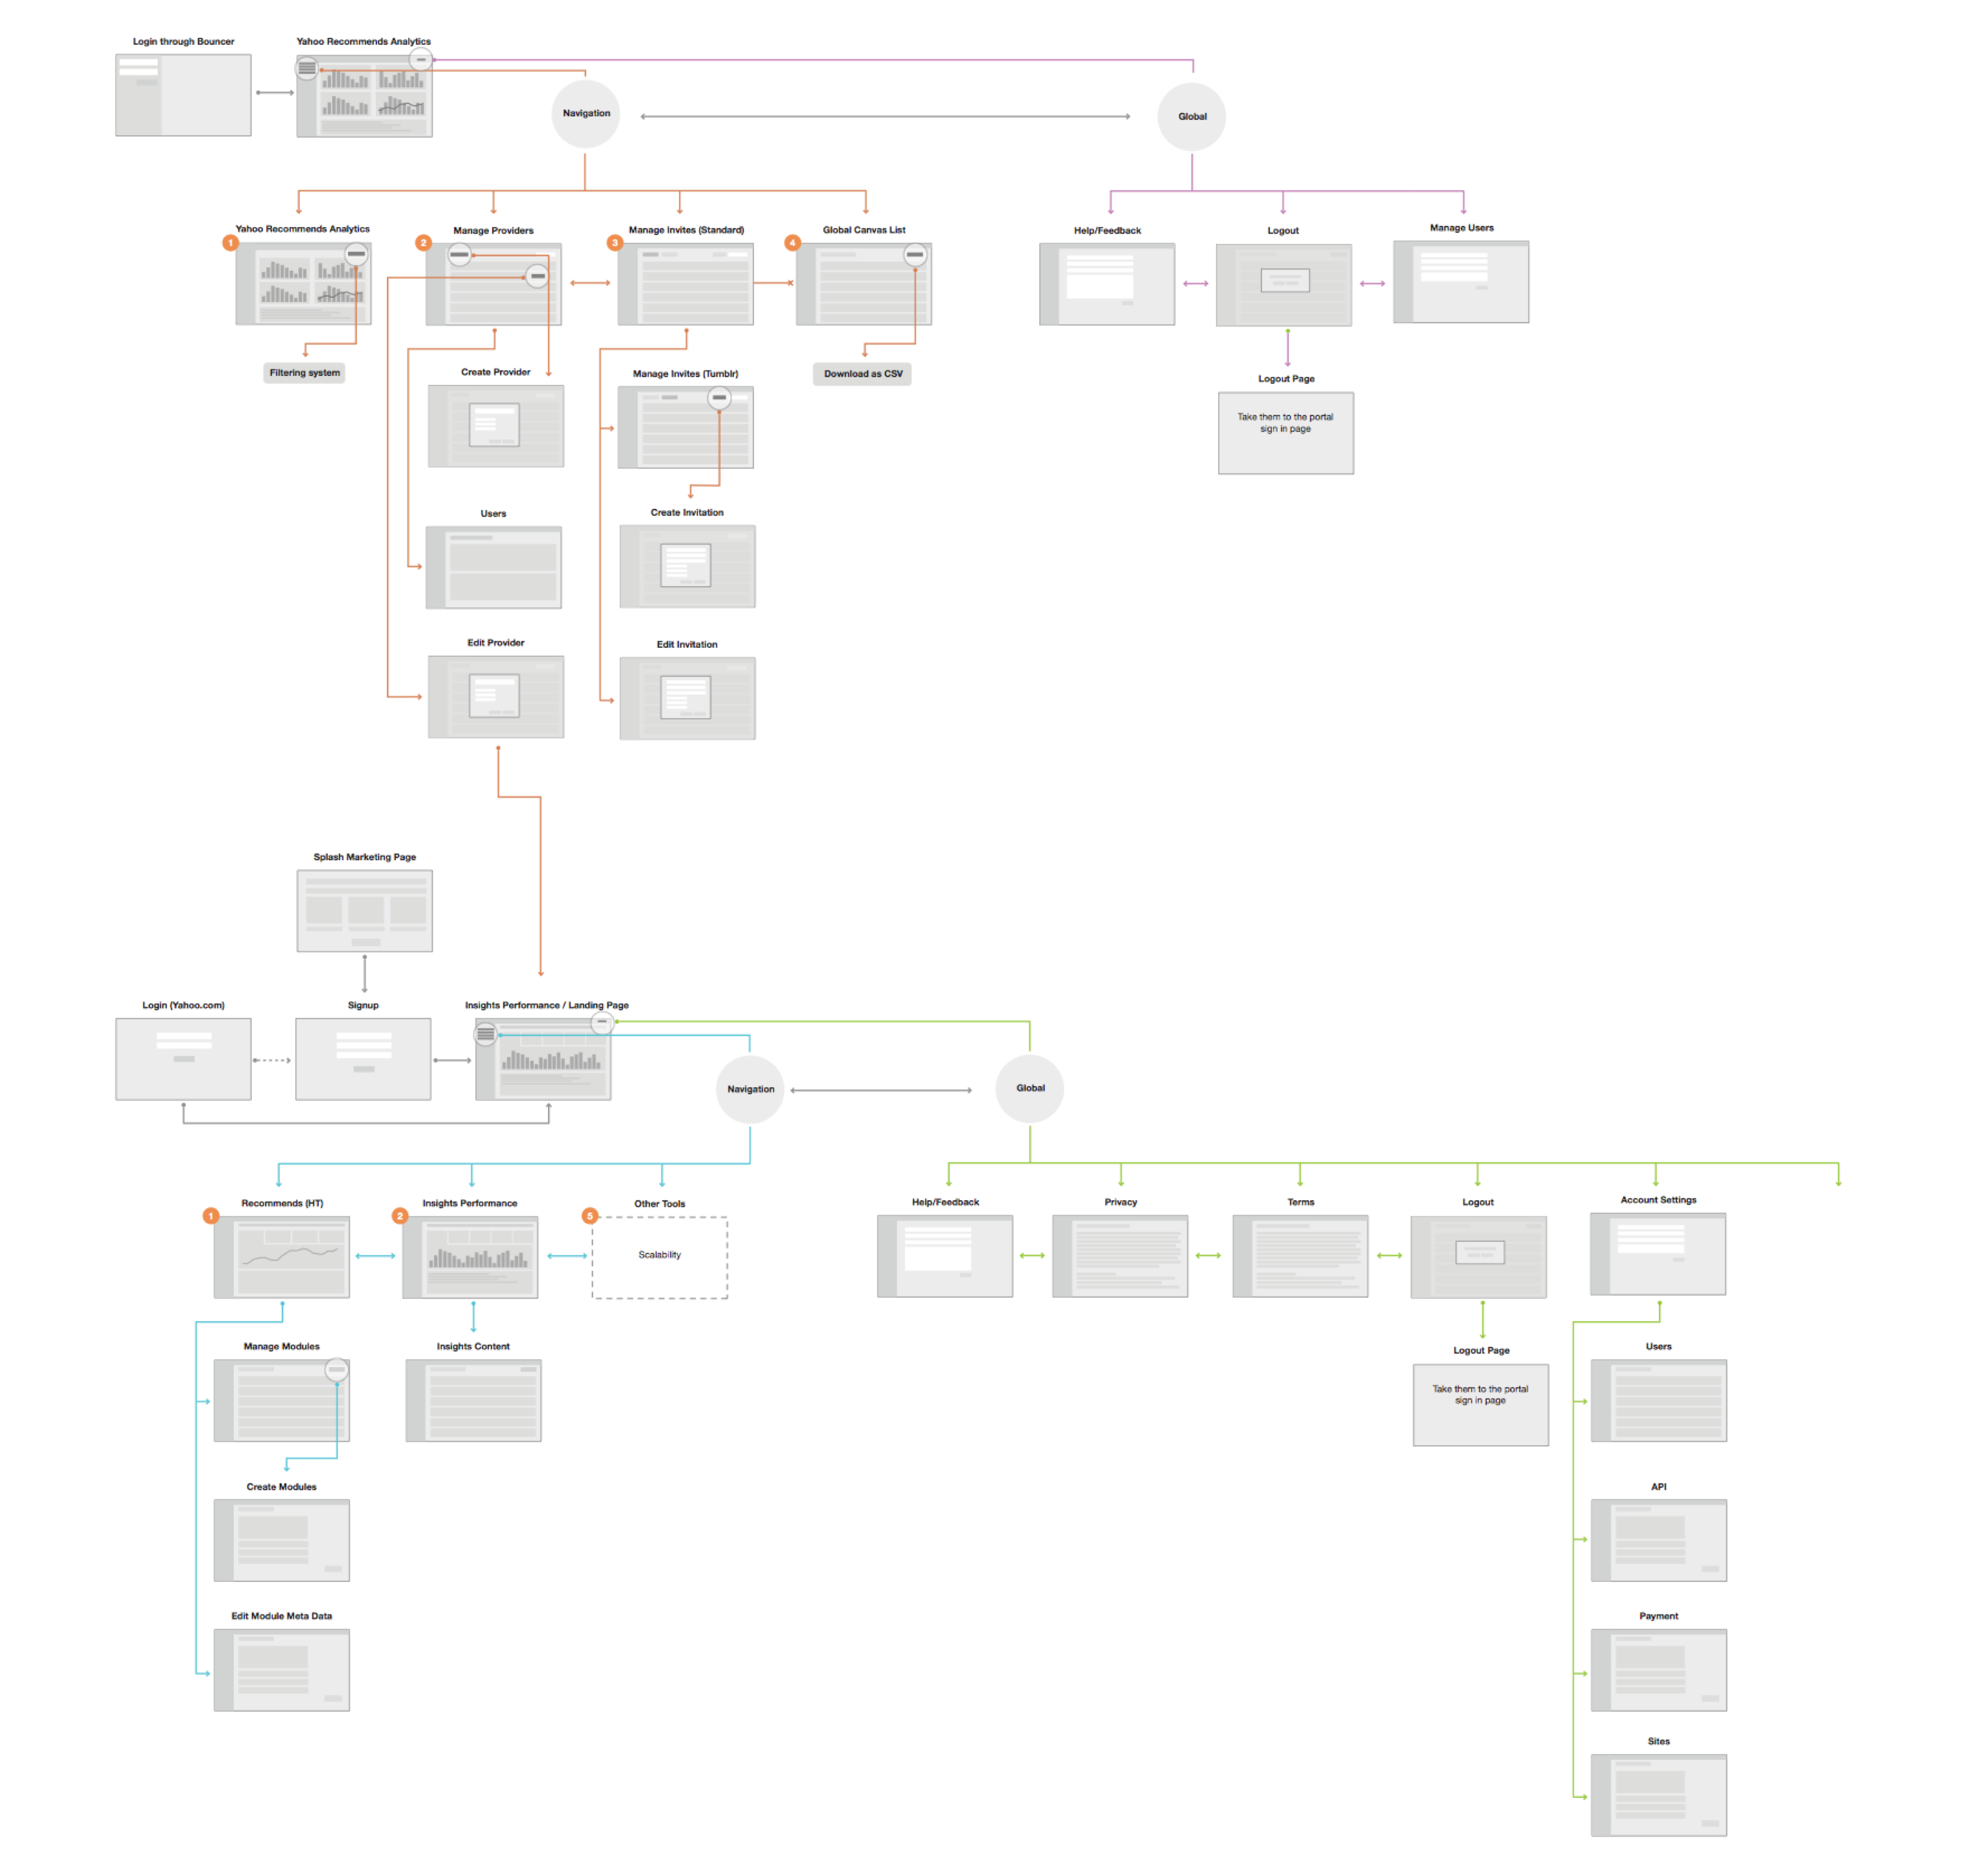 Login through Bouncer
Yahoo Recommends Analytics
Navigation
Global
Yahoo Recommends Analytics
Manage Providers
Manage Invites (Standard)
Global Canvas List
Help/Feedback
Logout
Manage Users
1
2
3
4
Filtering system
Create Provider
Manage Invites (Tumblr)
Download as CSV
Logout Page
Take them to the portal
sign in page
Users
Create Invitation
Edit Provider
Edit Invitation
Splash Marketing Page
Login (Yahoo.com)
Signup
Insights Performance / Landing Page
Navigation
Global
Recommends (HT)
Insights Performance
Other Tools
Help/Feedback
Privacy
Terms
Logout
Account Settings
1
2
5
Scalability
Manage Modules
Insights Content
Logout Page
Users
Take them to the portal
sign in page
Create Modules
API
Edit Module Meta Data
Payment
Sites